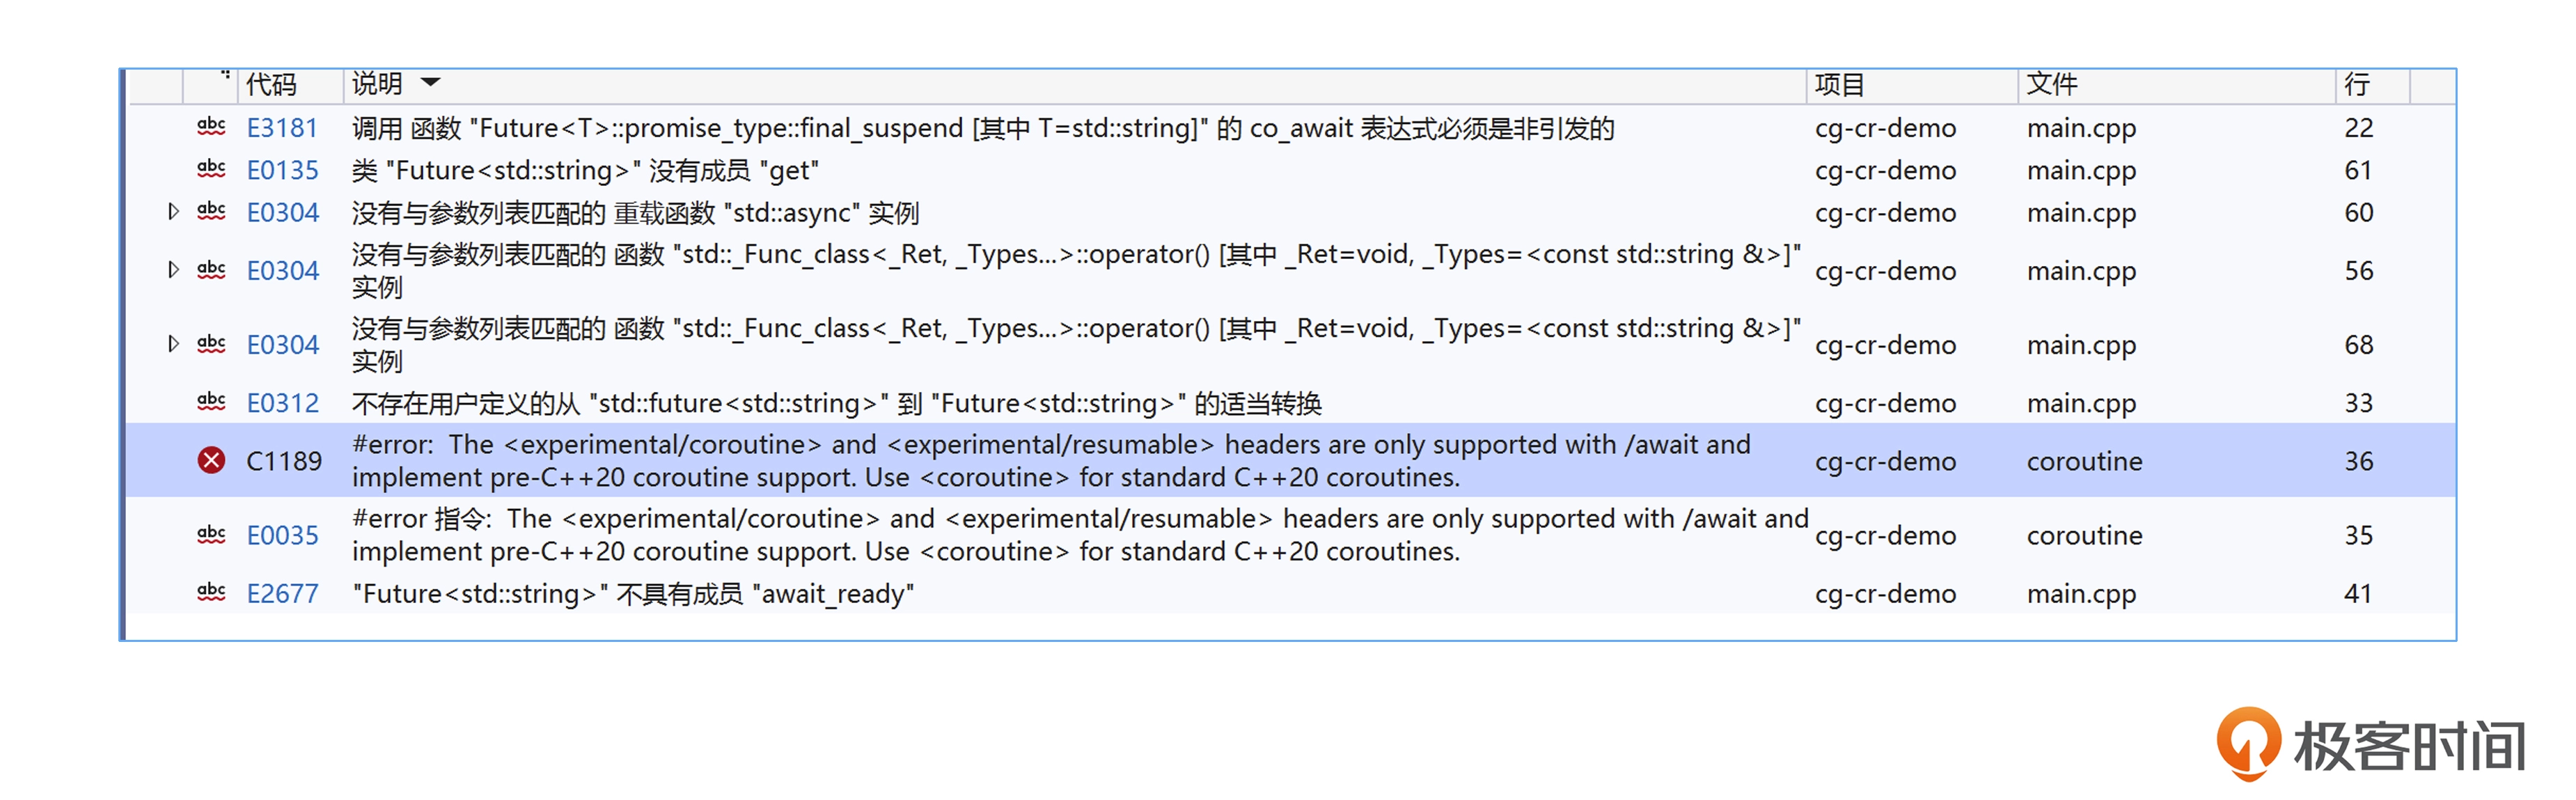 代码 说明 项目 文件 行
abc E3181 调用 函数 "Future<T>::promise_type::final_suspend [其中 T=std::string]" 的 co_await 表达式必须是非引发的 cg-cr-demo main.cpp 22
abc E0135 类 "Future<std::string>" 没有成员 "get" cg-cr-demo main.cpp 61
abc E0304 没有与参数列表匹配的 重载函数 "std::async" 实例 cg-cr-demo main.cpp 60
abc E0304 没有与参数列表匹配的 函数 "std::_Func_class<_Ret, _Types...>::operator() [其中 _Ret=void, _Types=<const std::string &>]" cg-cr-demo main.cpp 56
实例
abc E0304 没有与参数列表匹配的 函数 "std::_Func_class<_Ret, _Types...>::operator() [其中 _Ret=void, _Types=<const std::string &>]" cg-cr-demo main.cpp 68
实例
abc E0312 不存在用户定义的从 "std::future<std::string>" 到 "Future<std::string>" 的适当转换 cg-cr-demo main.cpp 33
C1189 #error: The <experimental/coroutine> and <experimental/resumable> headers are only supported with /await and cg-cr-demo coroutine 36
implement pre-C++20 coroutine support. Use <coroutine> for standard C++20 coroutines.
abc E0035 #error 指令: The <experimental/coroutine> and <experimental/resumable> headers are only supported with /await and cg-cr-demo coroutine 35
implement pre-C++20 coroutine support. Use <coroutine> for standard C++20 coroutines.
abc E2677 "Future<std::string>" 不具有成员 "await_ready" cg-cr-demo main.cpp 41
极客时间